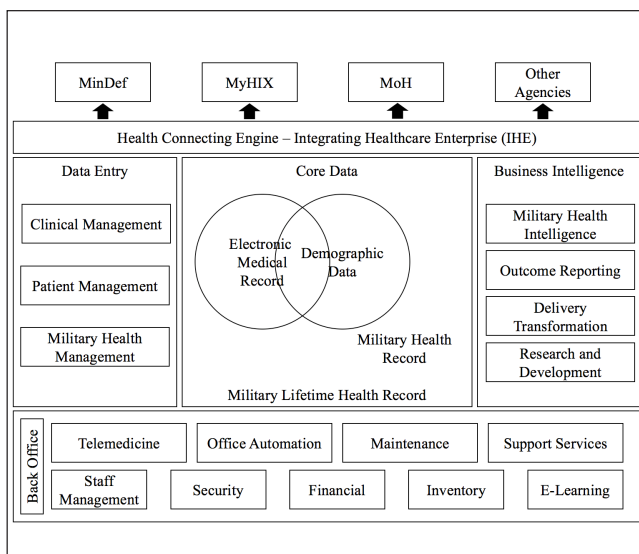 MinDef
MyHIX
MoH
Other
Agencies
Health Connecting Engine – Integrating Healthcare Enterprise (IHE)
Data Entry
Clinical Management
Patient Management
Military Health
Management
Core Data
Electronic
Medical
Record
Demographic
Data
Military Health
Record
Military Lifetime Health Record
Business Intelligence
Military Health
Intelligence
Outcome Reporting
Delivery
Transformation
Research and
Development
Back Office
Telemedicine
Office Automation
Maintenance
Support Services
Staff
Management
Security
Financial
Inventory
E-Learning